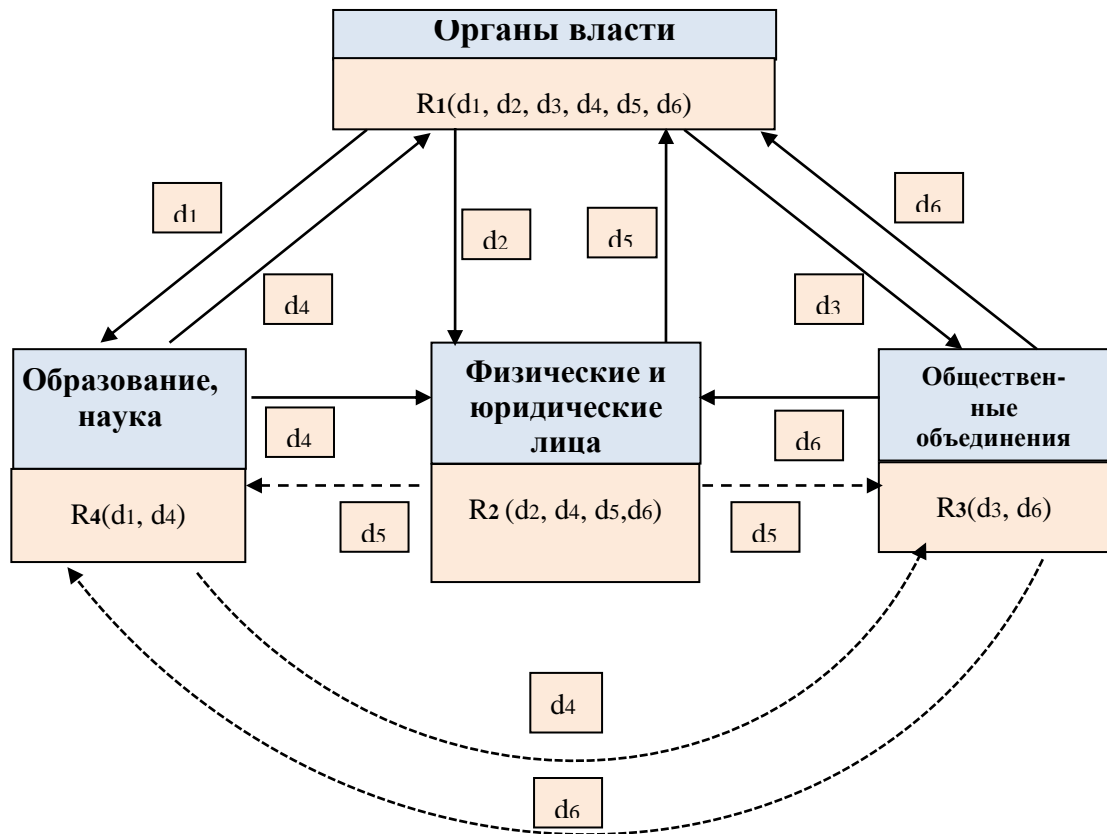 Органы власти
R1(d1, d2, d3, d4, d5, d6)
d1
d2
d5
d6
d4
d3
Образование,
наука
Физические и
юридические
лица
Обществен-
ные
объединения
d4
d6
R4(d1, d4)
R2 (d2, d4, d5,d6)
R3(d3, d6)
d5
d5
d4
d6